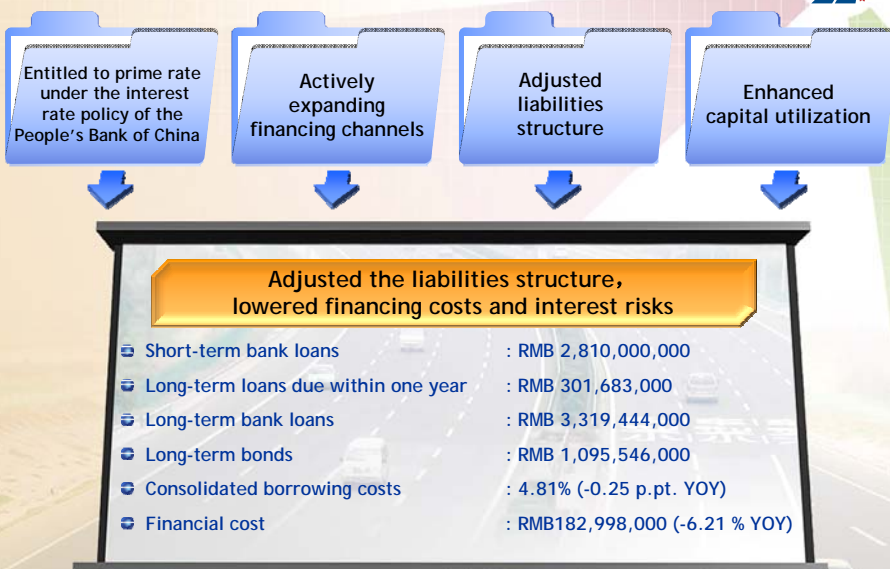 Entitled to prime rate
under the interest
rate policy of the
People's Bank of China
Actively
expanding
financing channels
Adjusted
liabilities
structure
Enhanced
capital utilization
Adjusted the liabilities structure,
lowered financing costs and interest risks
Short-term bank loans : RMB 2,810,000,000
Long-term loans due within one year : RMB 301,683,000
Long-term bank loans : RMB 3,319,444,000
Long-term bonds : RMB 1,095,546,000
Consolidated borrowing costs : 4.81% (-0.25 p.pt. YOY)
Financial cost : RMB182,998,000 (-6.21 % YOY)